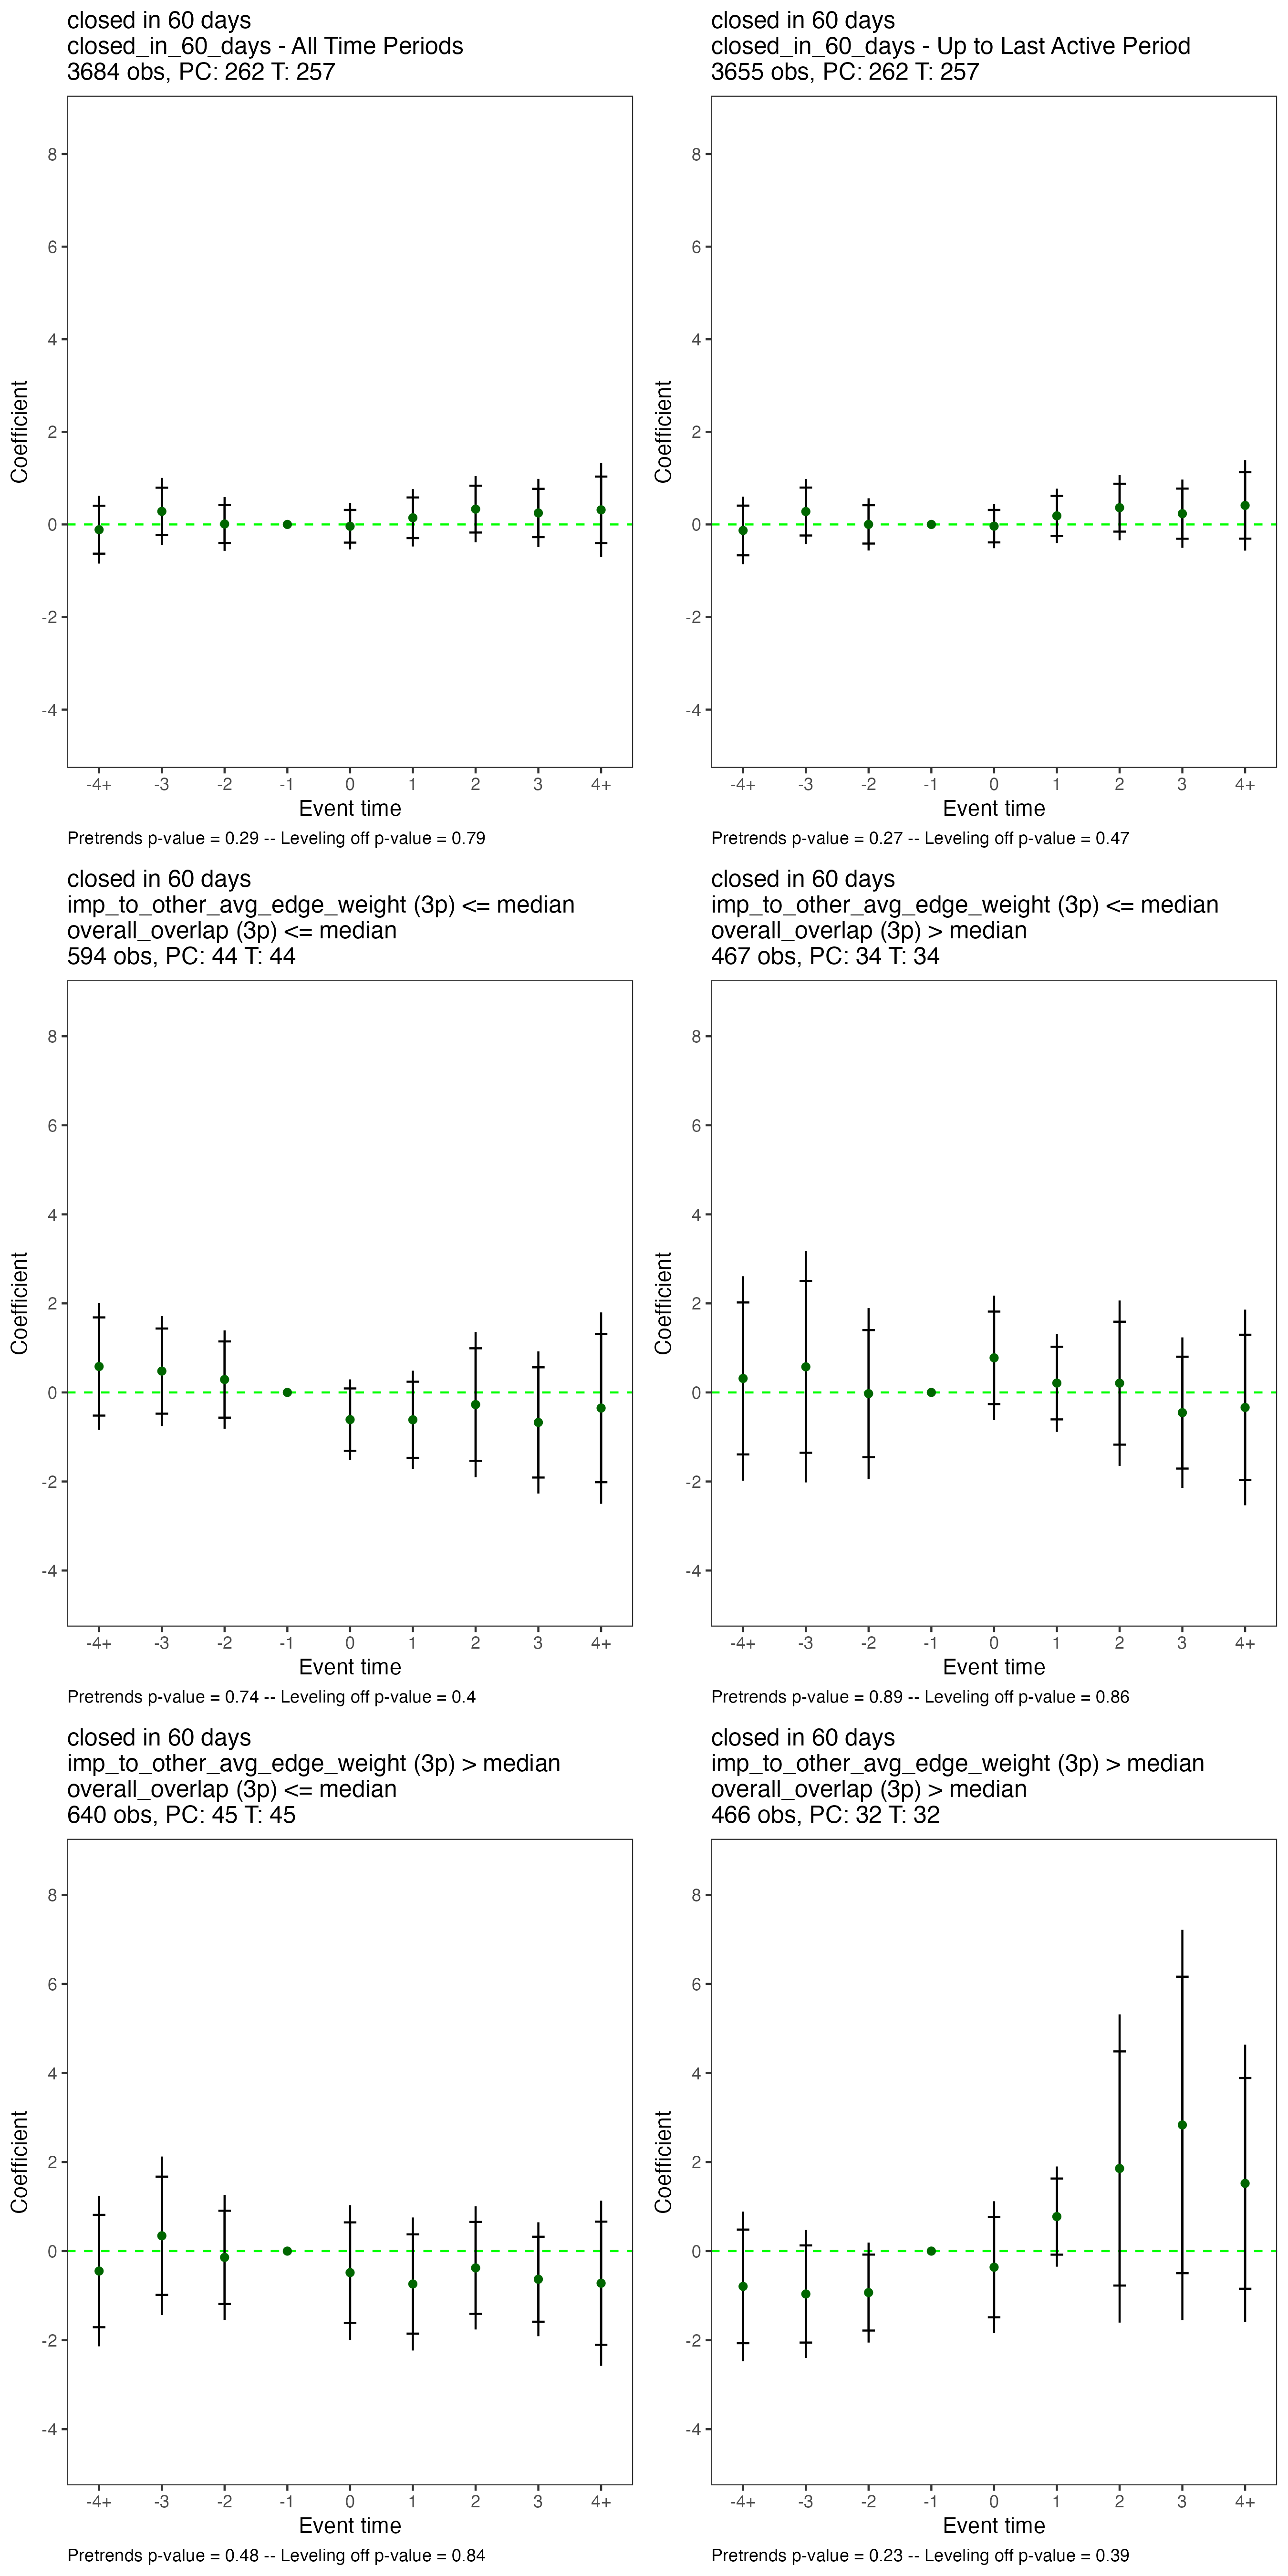 closed in 60 days
closed_in_60_days - All Time Periods
3684 obs, PC: 262 T: 257
8
6
4
2
0
-2
-4
Coefficient
-4+ -3 -2 -1 0 1 2 3 4+
Event time
Pretrends p-value = 0.29 -- Leveling off p-value = 0.79
closed in 60 days
closed_in_60_days - Up to Last Active Period
3655 obs, PC: 262 T: 257
8
6
4
2
0
-2
-4
Coefficient
-4+ -3 -2 -1 0 1 2 3 4+
Event time
Pretrends p-value = 0.27 -- Leveling off p-value = 0.47
closed in 60 days
imp_to_other_avg_edge_weight (3p) <= median
overall_overlap (3p) <= median
594 obs, PC: 44 T: 44
8
6
4
2
0
-2
-4
Coefficient
-4+ -3 -2 -1 0 1 2 3 4+
Event time
Pretrends p-value = 0.74 -- Leveling off p-value = 0.4
closed in 60 days
imp_to_other_avg_edge_weight (3p) <= median
overall_overlap (3p) > median
467 obs, PC: 34 T: 34
8
6
4
2
0
-2
-4
Coefficient
-4+ -3 -2 -1 0 1 2 3 4+
Event time
Pretrends p-value = 0.89 -- Leveling off p-value = 0.86
closed in 60 days
imp_to_other_avg_edge_weight (3p) > median
overall_overlap (3p) <= median
640 obs, PC: 45 T: 45
8
6
4
2
0
-2
-4
Coefficient
-4+ -3 -2 -1 0 1 2 3 4+
Event time
Pretrends p-value = 0.48 -- Leveling off p-value = 0.84
closed in 60 days
imp_to_other_avg_edge_weight (3p) > median
overall_overlap (3p) > median
466 obs, PC: 32 T: 32
8
6
4
2
0
-2
-4
Coefficient
-4+ -3 -2 -1 0 1 2 3 4+
Event time
Pretrends p-value = 0.23 -- Leveling off p-value = 0.39